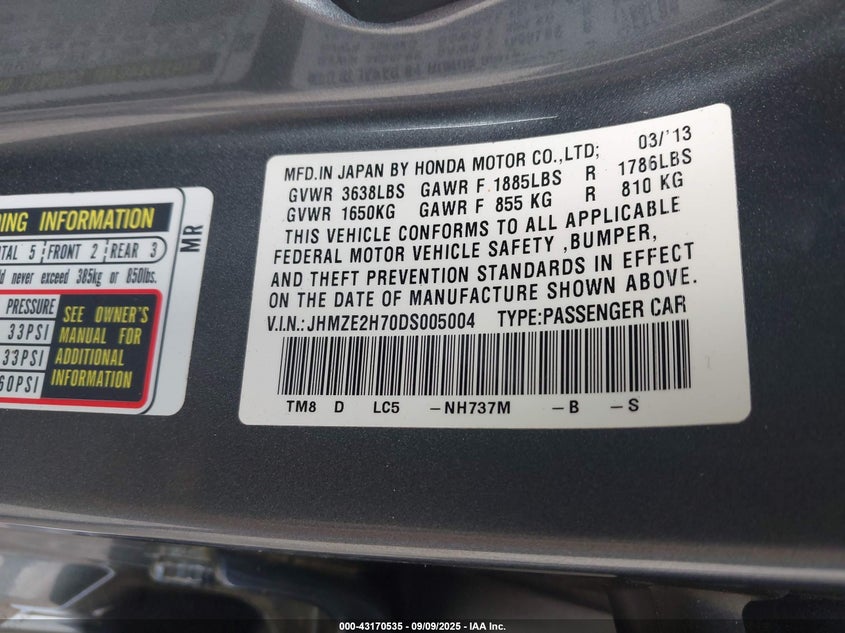 MFD.IN JAPAN BY HONDA MOTOR CO.,LTD; 03/'13
GVWR 3638LBS GAWR F 1885LBS R 1786LBS
GVWR 1650KG GAWR F 855 KG R 810 KG
THIS VEHICLE CONFORMS TO ALL APPLICABLE
FEDERAL MOTOR VEHICLE SAFETY ,BUMPER,
AND THEFT PREVENTION STANDARDS IN EFFECT
ON THE DATE OF MANUFACTURE SHOWN ABOVE.
V.I.N.:JHMZE2H70DS005004 TYPE:PASSENGER CAR
TM8 D LC5 -NH737M -B -S
INFORMATION
MR
5 FRONT 2 REAR 3
never exceed 385kg or 850lbs.
PRESSURE
33PSI
33PSI
60PSI
SEE OWNER'S
MANUAL FOR
ADDITIONAL
INFORMATION
000-43170535 - 09/09/2025 - IAA Inc.